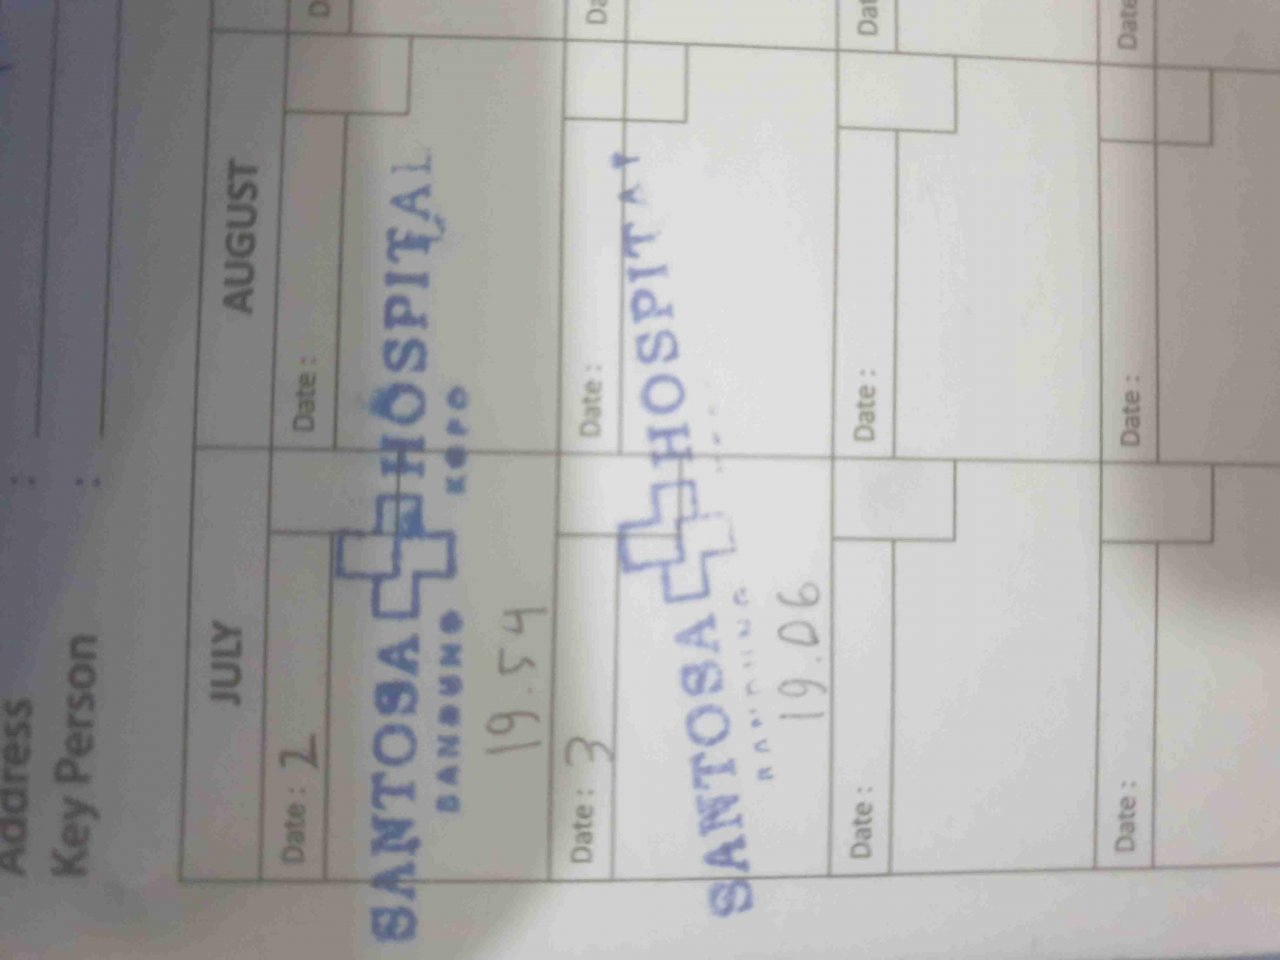 Address :
Key Person :
JULY AUGUST
Date : 2 Date :
SANTOSA HOSPITAL
BANDUNG KOPO
19.54
Date : 3 Date :
SANTOSA HOSPITAL
BANDUNG
19.06
Date : Date :
Date : Date :